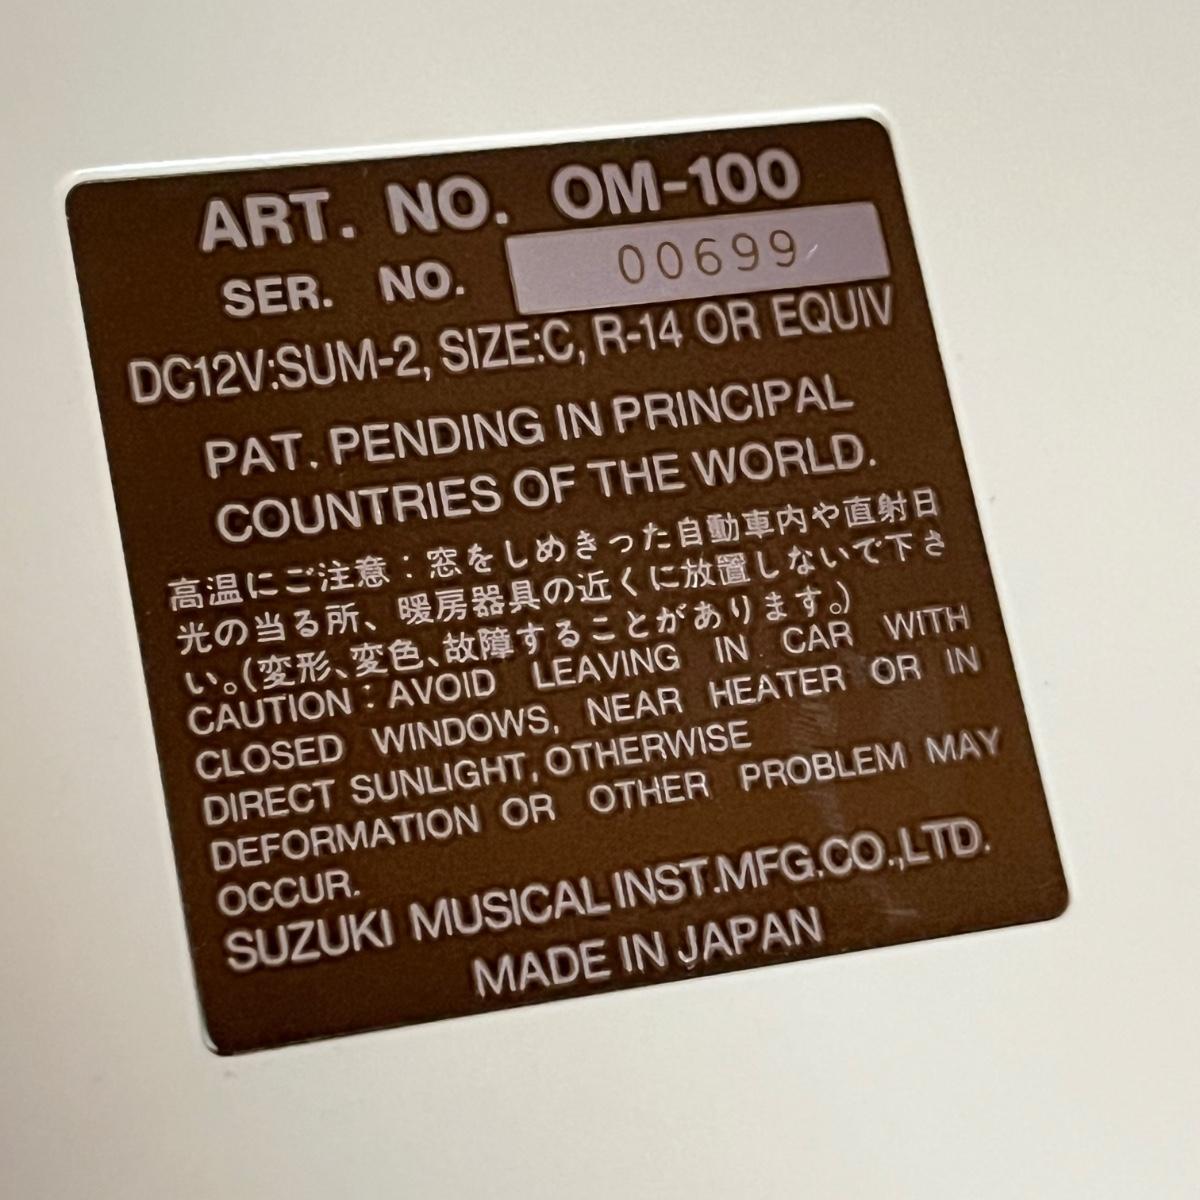 ART. NO. OM-100
SER. NO. 00699
DC12V:SUM-2, SIZE:C, R-14 OR EQUIV
PAT. PENDING IN PRINCIPAL
COUNTRIES OF THE WORLD.
高温にご注意：窓をしめきった自動車内や直射日
光の当る所、暖房器具の近くに放置しないで下さ
い。(変形、変色、故障することがあります。)
CAUTION : AVOID LEAVING IN CAR WITH
CLOSED WINDOWS, NEAR HEATER OR IN
DIRECT SUNLIGHT, OTHERWISE
DEFORMATION OR OTHER PROBLEM MAY
OCCUR.
SUZUKI MUSICAL INST.MFG.CO.,LTD.
MADE IN JAPAN